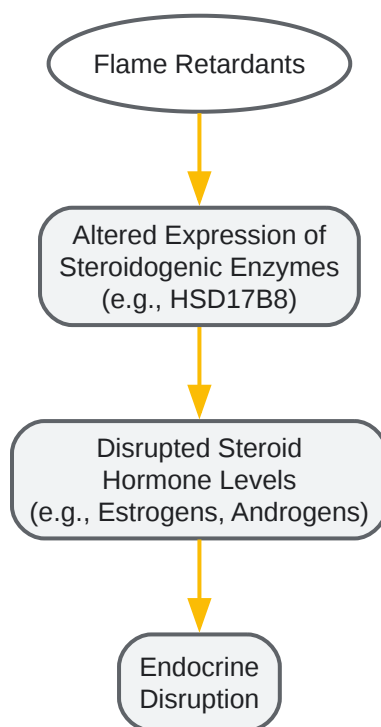 Flame Retardants
Altered Expression of
Steroidogenic Enzymes
(e.g., HSD17B8)
Disrupted Steroid
Hormone Levels
(e.g., Estrogens, Androgens)
Endocrine
Disruption